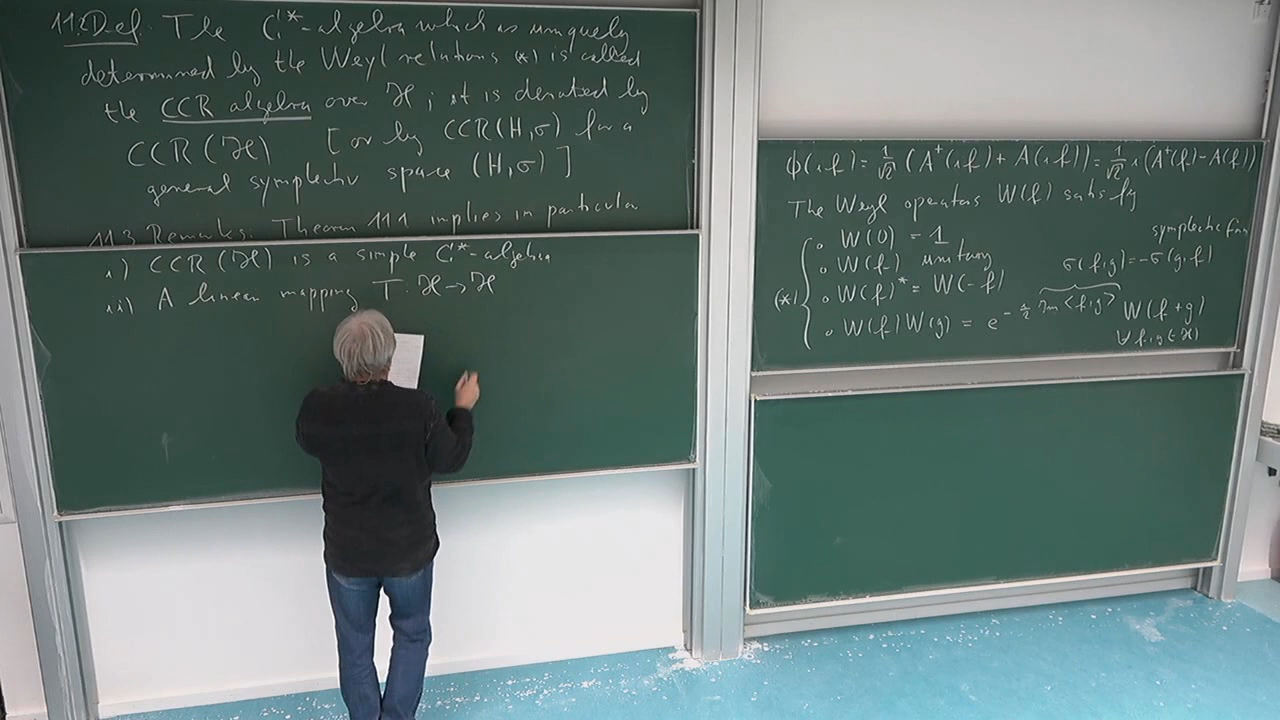 11.2 Def. The C*-algebra which is uniquely
determined by the Weyl relations (*) is called
the CCR algebra over ℋ; it is denoted by
CCR(ℋ) [or by CCR(H,σ) for a
general symplectic space (H,σ)]
11.3 Remarks: Theorem 11.1 implies in particular
i) CCR(ℋ) is a simple C*-algebra
ii) A linear mapping T: ℋ→ℋ
ϕ(if) = 1/√2 (A⁺(if) + A(if)) = 1/√2 i(A⁺(f) - A(f))
The Weyl operators W(f) satisfy
symplectic form
∘ W(0) = 1
∘ W(f) unitary
σ(f,g) = -σ(g,f)
(*) ∘ W(f)* = W(-f)
∘ W(f)W(g) = e^{-i/2 Im<f,g>} W(f+g)
∀ f,g ∈ ℋ